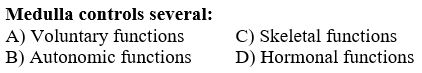 Medulla controls several:
A) Voluntary functions C) Skeletal functions
B) Autonomic functions D) Hormonal functions